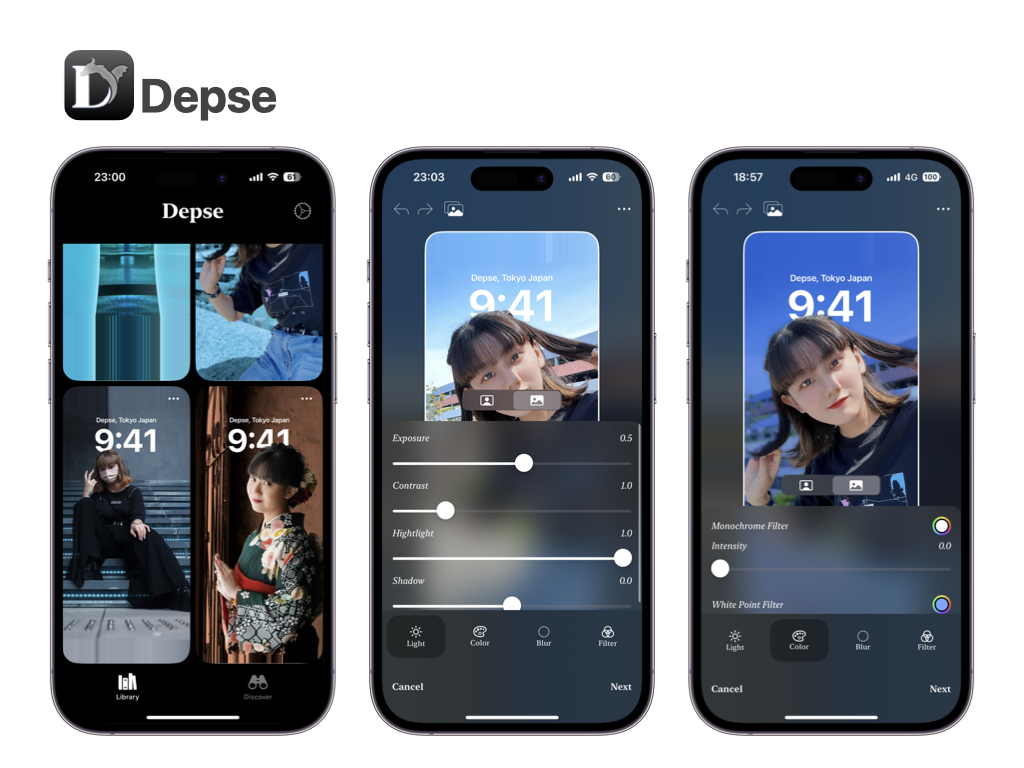 Depse
23:00
61
Depse
Depse, Tokyo Japan
9:41
Depse, Tokyo Japan
9:41
Library
Discover
23:03
60
Depse, Tokyo Japan
9:41
Exposure 0.5
Contrast 1.0
Hightlight 1.0
Shadow 0.0
Light Color Blur Filter
Cancel Next
18:57
4G 100
Depse, Tokyo Japan
9:41
Monochrome Filter
Intensity 0.0
White Point Filter
Light Color Blur Filter
Cancel Next